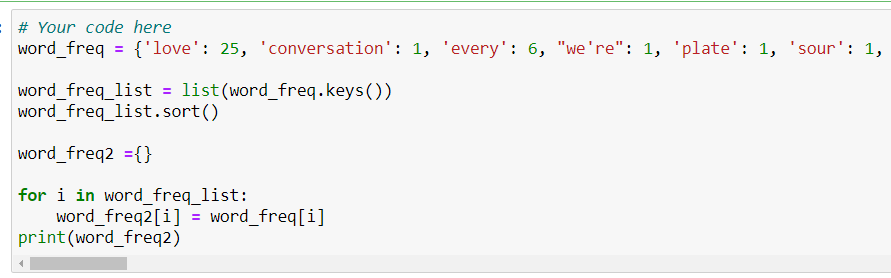 # Your code here
word_freq = {'love': 25, 'conversation': 1, 'every': 6, "we're": 1, 'plate': 1, 'sour': 1,
word_freq_list = list(word_freq.keys())
word_freq_list.sort()
word_freq2 ={}
for i in word_freq_list:
    word_freq2[i] = word_freq[i]
print(word_freq2)